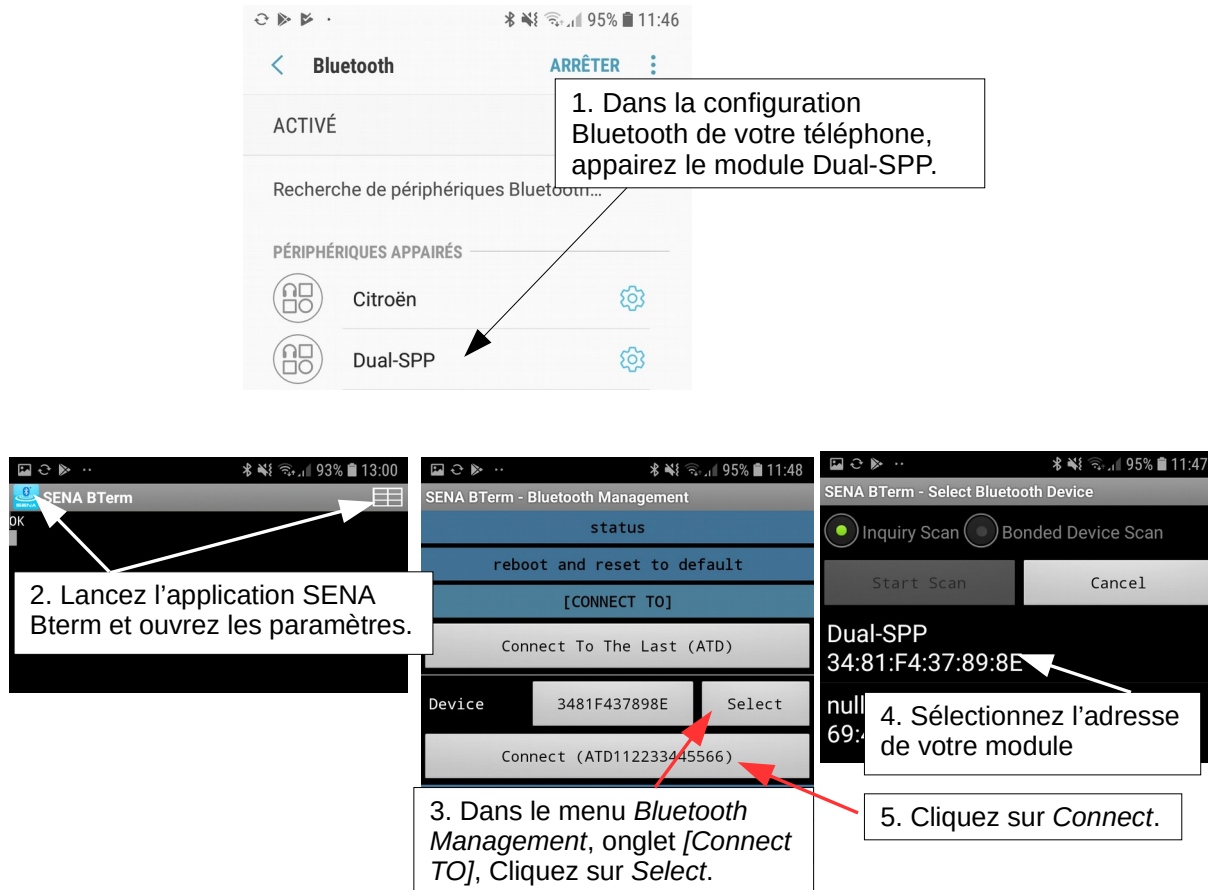 95% 11:46
Bluetooth ARRÊTER
ACTIVÉ
1. Dans la configuration
Bluetooth de votre téléphone,
appairez le module Dual-SPP.
Recherche de périphériques Bluetooth...
PÉRIPHÉRIQUES APPAIRÉS
Citroën
Dual-SPP
93% 13:00
SENA BTerm
OK
2. Lancez l’application SENA
Bterm et ouvrez les paramètres.
95% 11:48
SENA BTerm - Bluetooth Management
status
reboot and reset to default
[CONNECT TO]
Connect To The Last (ATD)
Device 3481F437898E Select
Connect (ATD112233445566)
3. Dans le menu Bluetooth
Management, onglet [Connect
TO], Cliquez sur Select.
95% 11:47
SENA BTerm - Select Bluetooth Device
Inquiry Scan Bonded Device Scan
Start Scan Cancel
Dual-SPP
34:81:F4:37:89:8E
null
69:
4. Sélectionnez l’adresse
de votre module
5. Cliquez sur Connect.